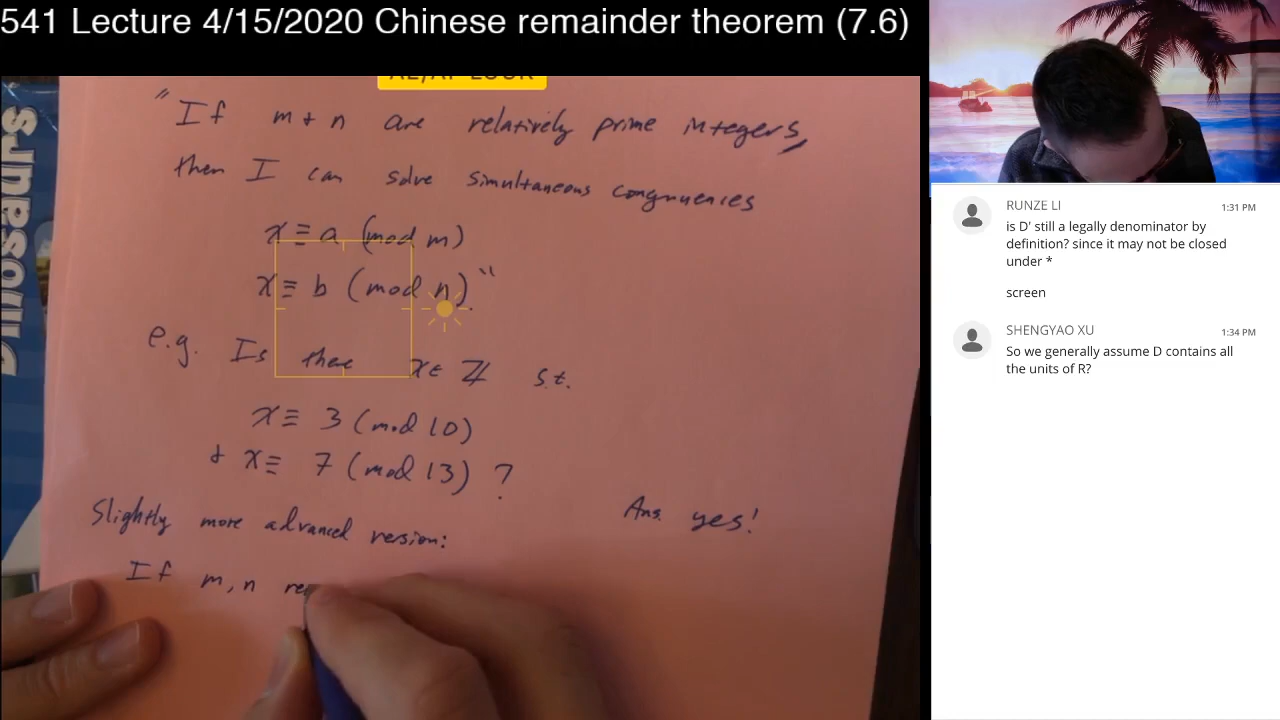 541 Lecture 4/15/2020 Chinese remainder theorem (7.6)
AE/AF LOCK
"If m + n are relatively prime integers,
then I can solve simultaneous congruences
x ≡ a (mod m)
x ≡ b (mod n)."
e.g. Is there x ∈ ℤ s.t.
x ≡ 3 (mod 10)
+ x ≡ 7 (mod 13) ?
Ans. yes!
Slightly more advanced version:
If m, n re
RUNZE LI
1:31 PM
is D' still a legally denominator by
definition? since it may not be closed
under *
screen
SHENGYAO XU
1:34 PM
So we generally assume D contains all
the units of R?